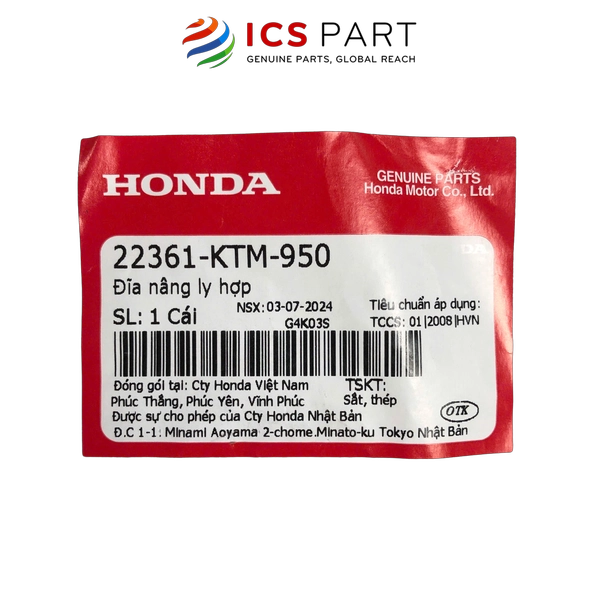 ICS PART
GENUINE PARTS, GLOBAL REACH
HONDA
GENUINE PARTS
Honda Motor Co., Ltd.
22361-KTM-950
Đĩa nâng ly hợp
SL: 1 Cái
NSX: 03-07-2024
G4K03S
Tiêu chuẩn áp dụng:
TCCS: 01|2008|HVN
Đóng gói tại: Cty Honda Việt Nam
Phúc Thắng, Phúc Yên, Vĩnh Phúc
TSKT:
Sắt, thép
Được sự cho phép của Cty Honda Nhật Bản
Đ.C 1-1: Minami Aoyama 2-chome.Minato-ku Tokyo Nhật Bản
OTK